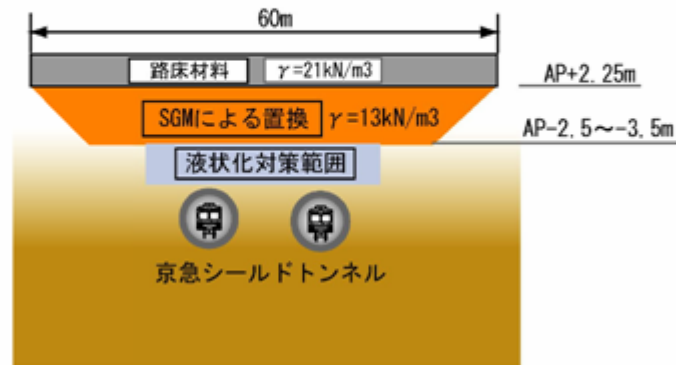 60m
路床材料 γ=21kN/m3
AP+2.25m
SGMによる置換 γ=13kN/m3
AP-2.5～-3.5m
液状化対策範囲
京急シールドトンネル